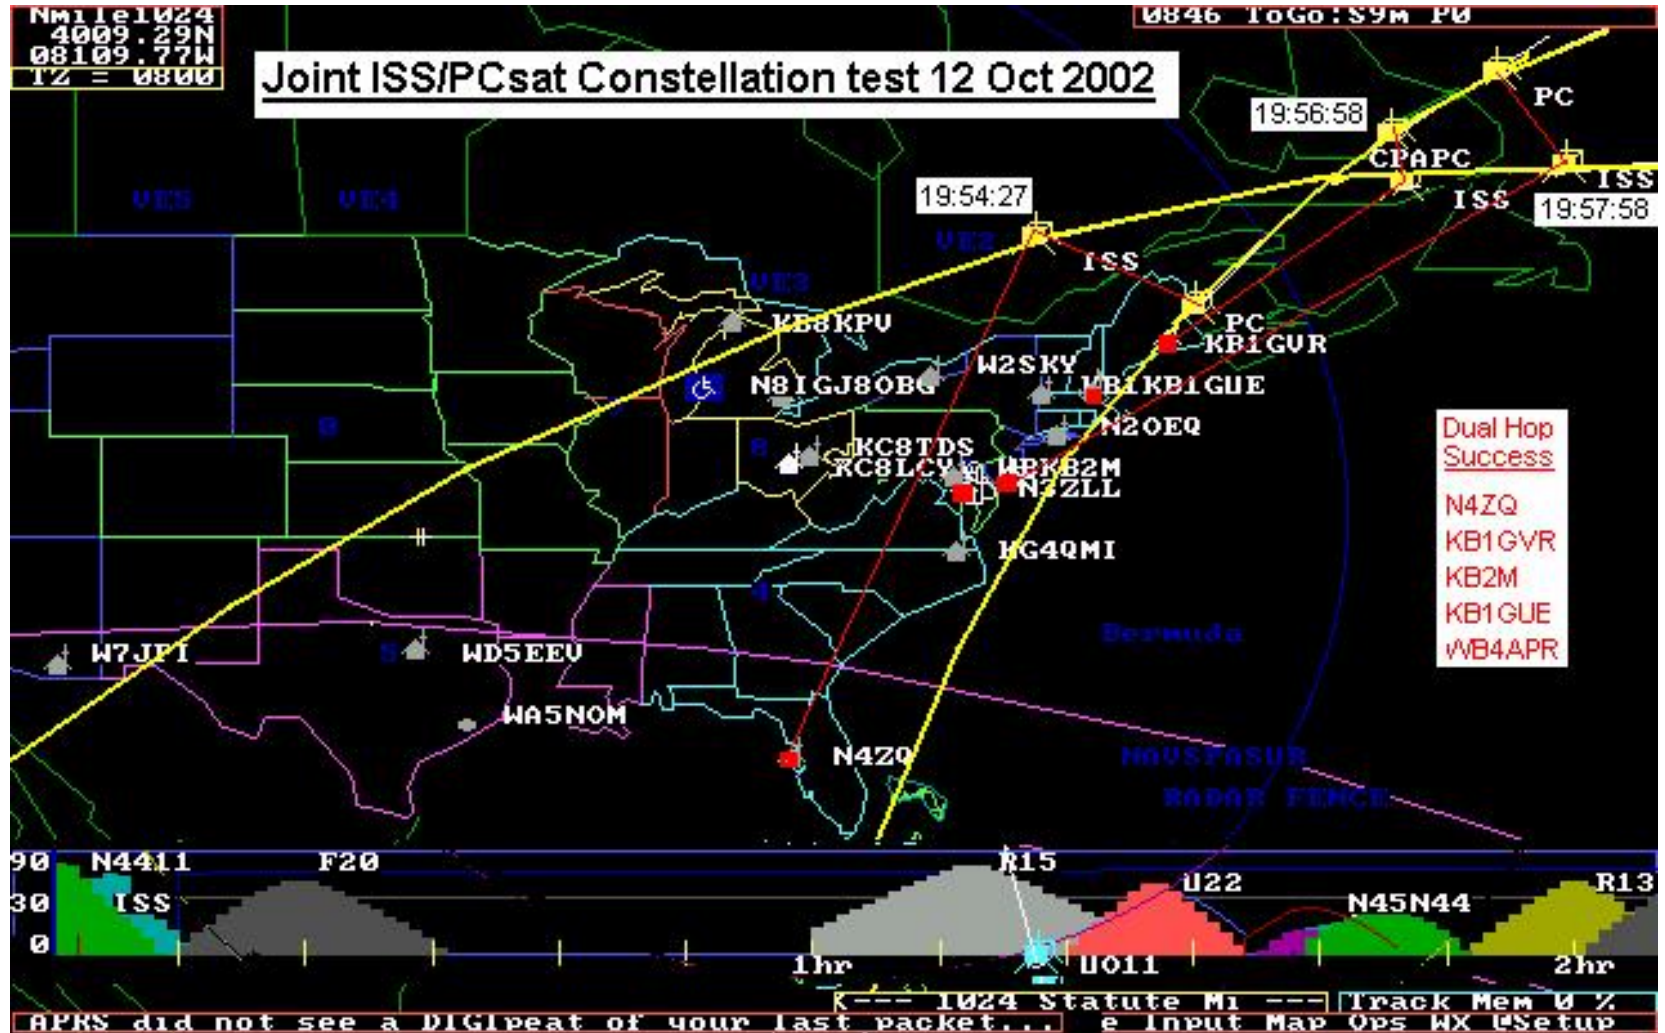 Nmile1024
4009.29N
08109.77W
TZ = 0800
0846 ToGo:S9m P0
Joint ISS/PCsat Constellation test 12 Oct 2002
PC
19:56:58
CPAPC
ISS
ISS
19:57:58
19:54:27
VE5
VE4
VE2
ISS
VE3
PC
KB8KPV
KB1GVR
W2SKY
N8IGJ8OBG
KB1KB1GUE
N2OEQ
8
KC8TDS
KC8LCY
KB2M
N3ZLL
KG4QMI
4
Bermuda
W7JPI
5
WD5EEV
WA5NOM
N4ZQ
NAVSPASUR
RADAR FENCE
Dual Hop
Success
N4ZQ
KB1GVR
KB2M
KB1GUE
WB4APR
90
N4411
F20
R15
U22
R13
30
ISS
N45N44
0
1hr
UO11
2hr
<--- 1024 Statute Mi ---
Track Mem 0 %
APRS did not see a DIGIpeat of your last packet...
e Input Map Ops WX @Setup